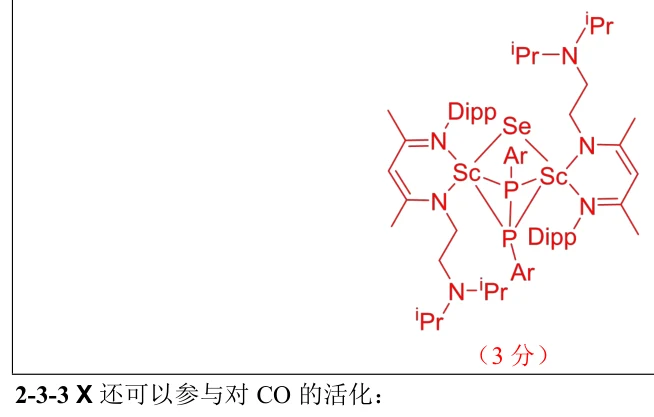 iPr
iPr-N
Dipp
Se
N
Ar
N
Sc
Sc
P
N
N
P
Dipp
Ar
N-iPr
iPr
(3 分)
2-3-3 X 还可以参与对 CO 的活化: